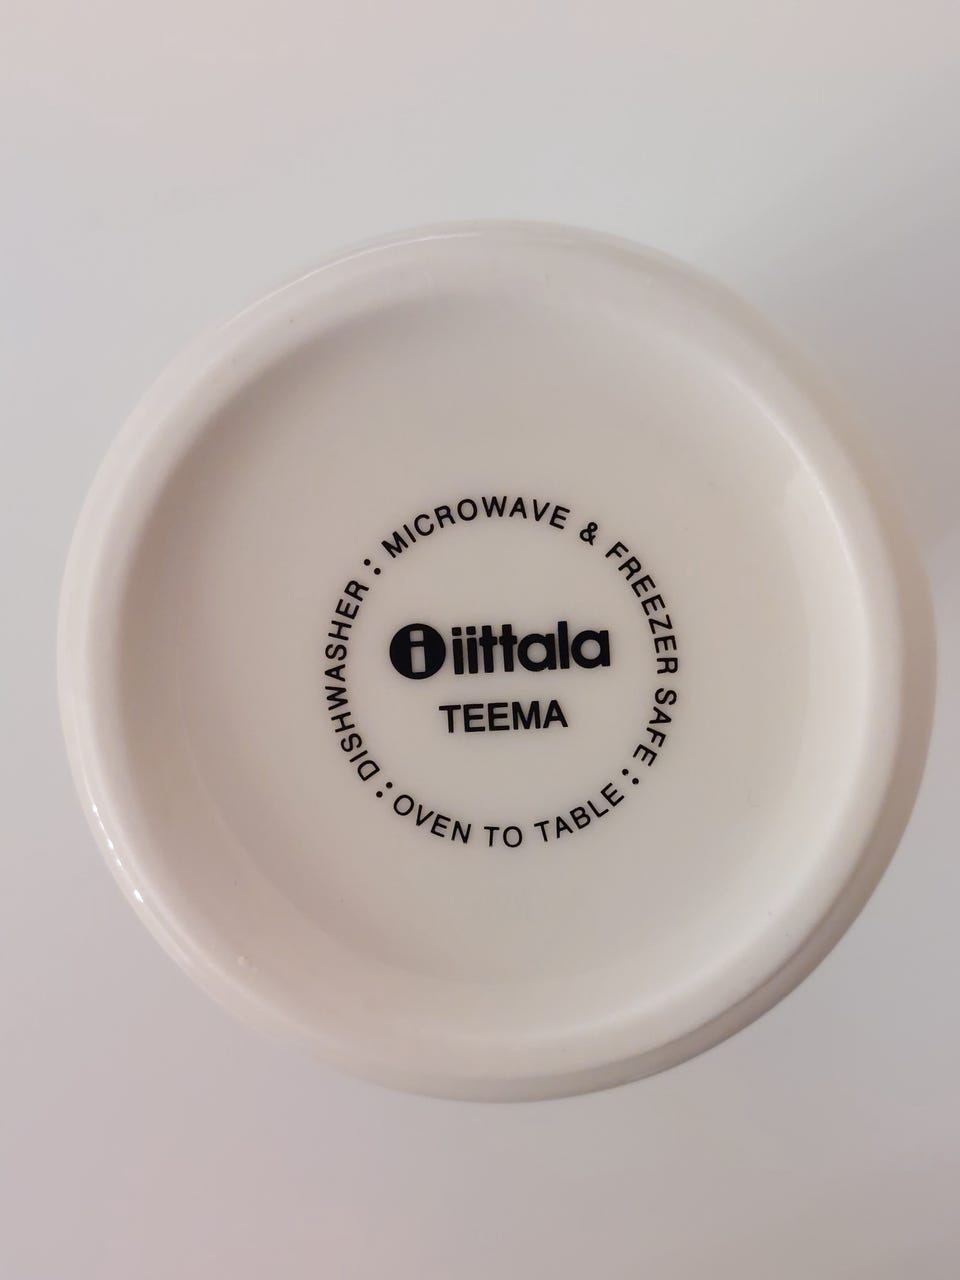 MICROWAVE & FREEZER SAFE :
OVEN TO TABLE :
DISHWASHER :
i iittala
TEEMA